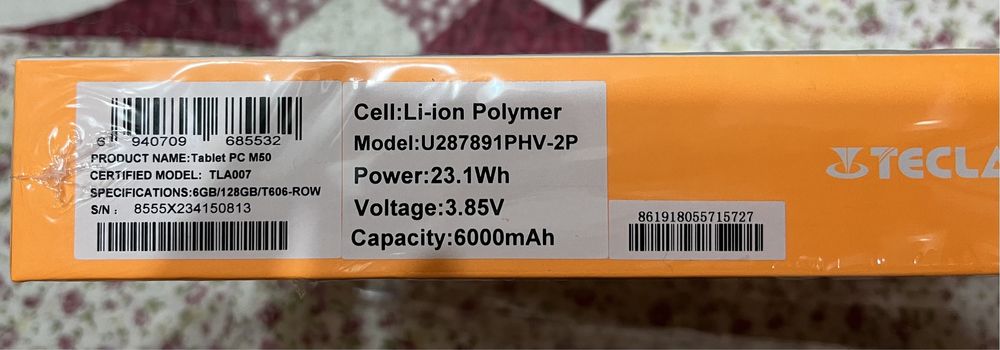 6 940709 685532
PRODUCT NAME:Tablet PC M50
CERTIFIED MODEL: TLA007
SPECIFICATIONS:6GB/128GB/T606-ROW
S/N : 8555X234150813
Cell:Li-ion Polymer
Model:U287891PHV-2P
Power:23.1Wh
Voltage:3.85V
Capacity:6000mAh
861918055715727
TECLA